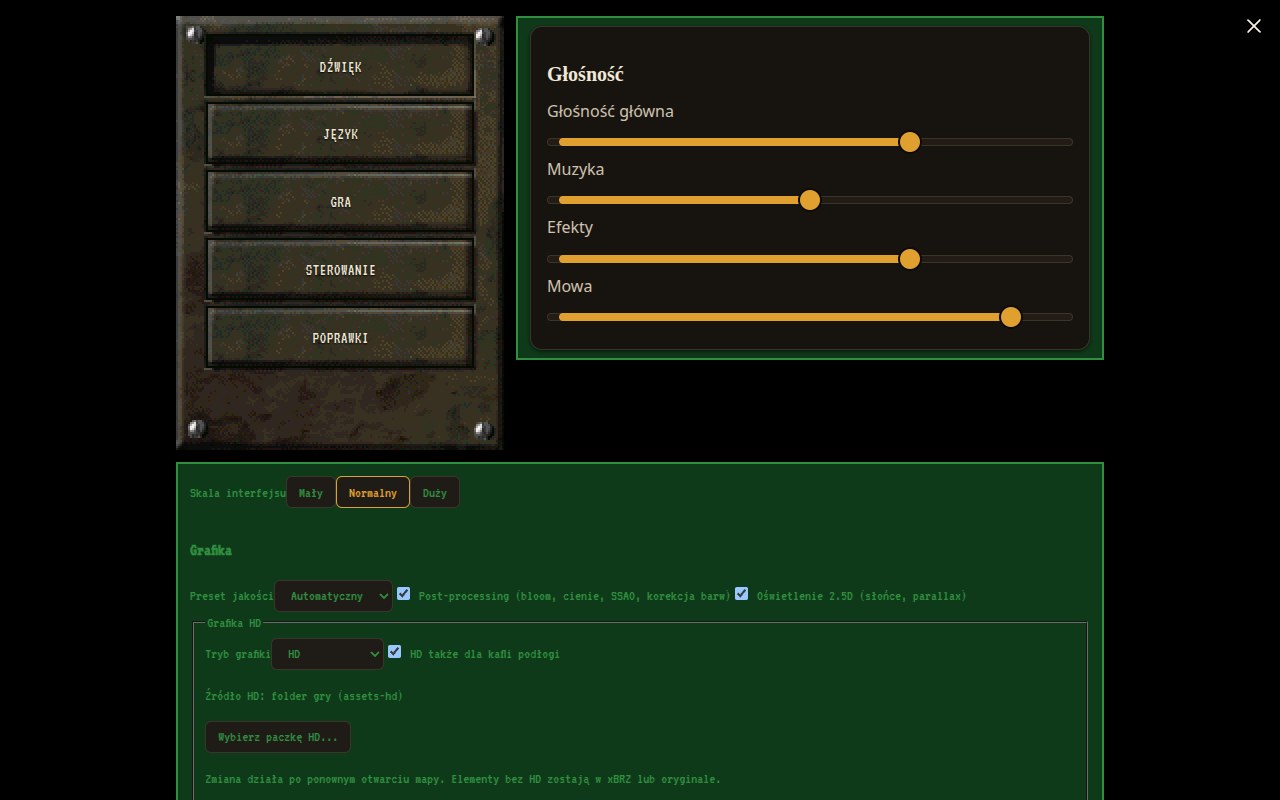 DŹWIĘK
JĘZYK
GRA
STEROWANIE
POPRAWKI
Głośność
Głośność główna
Muzyka
Efekty
Mowa
Skala interfejsu Mały Normalny Duży
Grafika
Preset jakości Automatyczny Post-processing (bloom, cienie, SSAO, korekcja barw) Oświetlenie 2.5D (słońce, parallax)
Grafika HD
Tryb grafiki HD HD także dla kafli podłogi
Źródło HD: folder gry (assets-hd)
Wybierz paczkę HD...
Zmiana działa po ponownym otwarciu mapy. Elementy bez HD zostają w xBRZ lub oryginale.